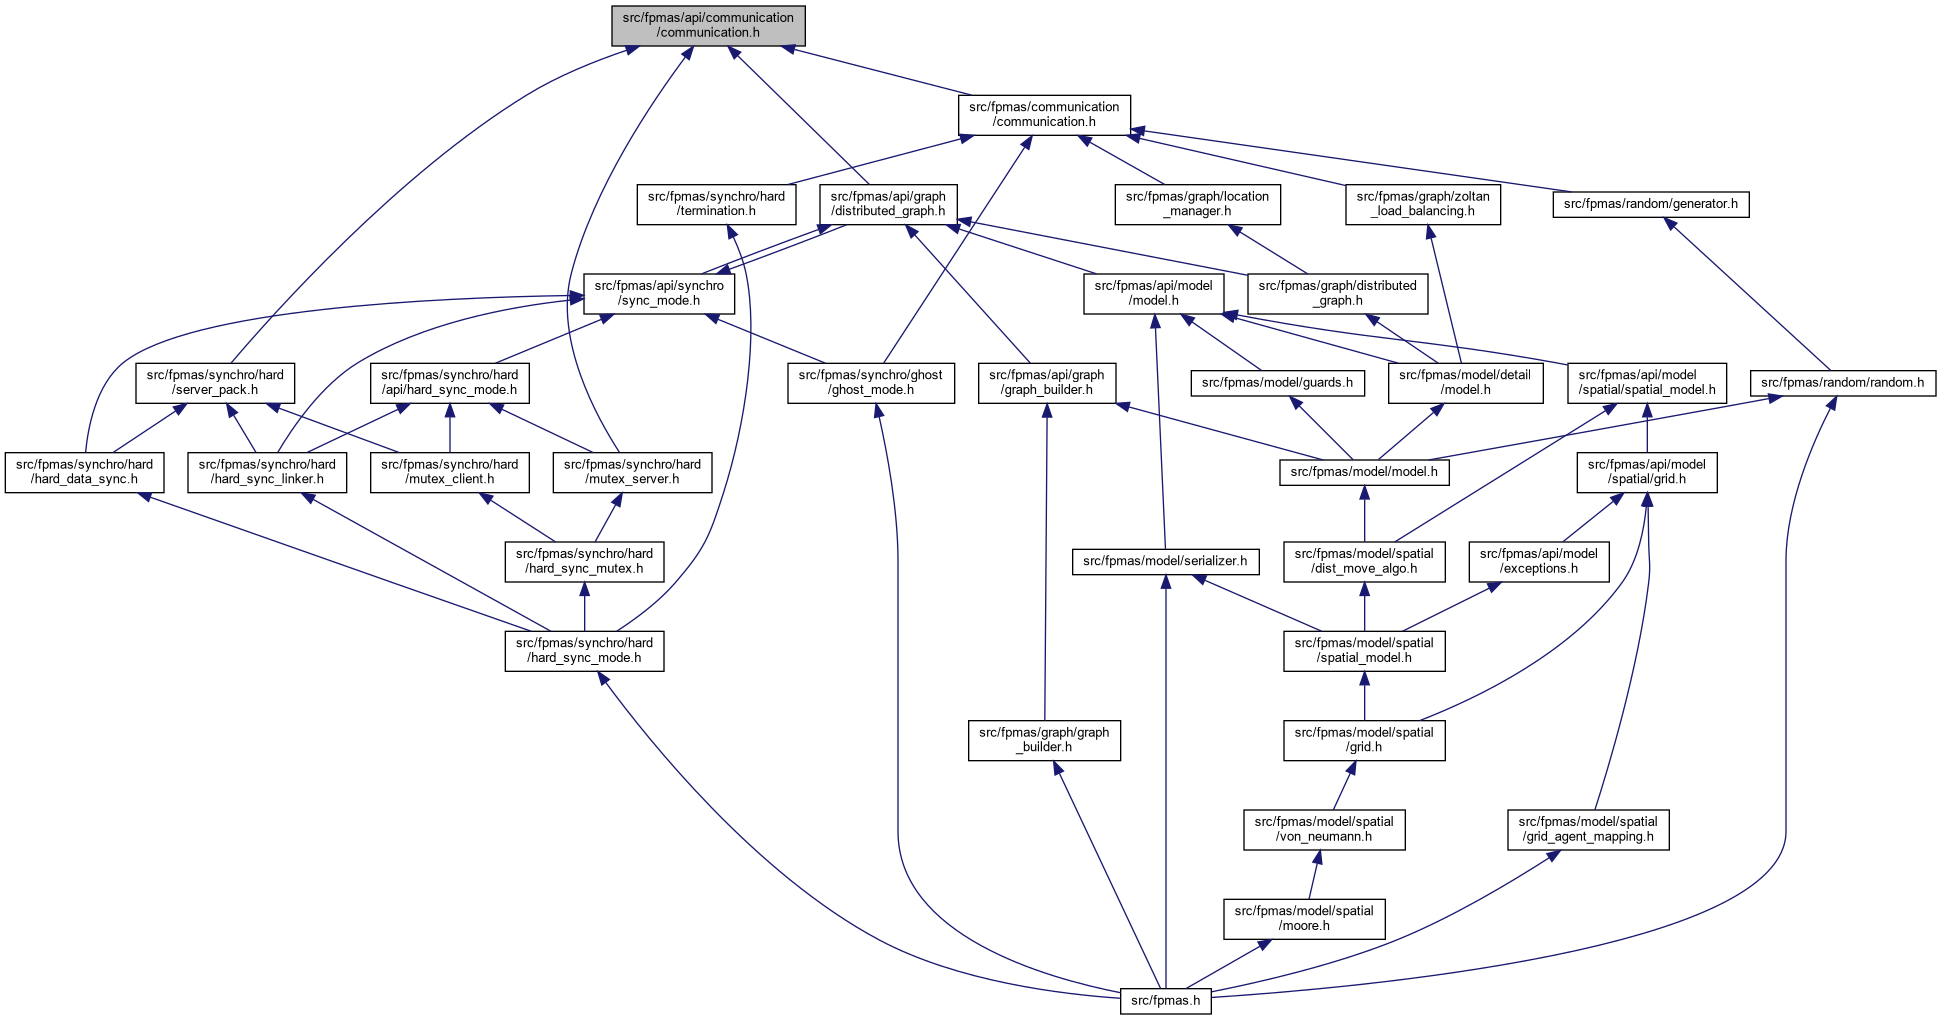 src/fpmas/api/communication
/communication.h
src/fpmas/communication
/communication.h
src/fpmas/synchro/hard
/termination.h
src/fpmas/api/graph
/distributed_graph.h
src/fpmas/graph/location
_manager.h
src/fpmas/graph/zoltan
_load_balancing.h
src/fpmas/random/generator.h
src/fpmas/api/synchro
/sync_mode.h
src/fpmas/api/model
/model.h
src/fpmas/graph/distributed
_graph.h
src/fpmas/synchro/hard
/server_pack.h
src/fpmas/synchro/hard
/api/hard_sync_mode.h
src/fpmas/synchro/ghost
/ghost_mode.h
src/fpmas/api/graph
/graph_builder.h
src/fpmas/model/guards.h
src/fpmas/model/detail
/model.h
src/fpmas/api/model
/spatial/spatial_model.h
src/fpmas/random/random.h
src/fpmas/synchro/hard
/hard_data_sync.h
src/fpmas/synchro/hard
/hard_sync_linker.h
src/fpmas/synchro/hard
/mutex_client.h
src/fpmas/synchro/hard
/mutex_server.h
src/fpmas/model/model.h
src/fpmas/api/model
/spatial/grid.h
src/fpmas/synchro/hard
/hard_sync_mutex.h
src/fpmas/model/serializer.h
src/fpmas/model/spatial
/dist_move_algo.h
src/fpmas/api/model
/exceptions.h
src/fpmas/synchro/hard
/hard_sync_mode.h
src/fpmas/model/spatial
/spatial_model.h
src/fpmas/graph/graph
_builder.h
src/fpmas/model/spatial
/grid.h
src/fpmas/model/spatial
/von_neumann.h
src/fpmas/model/spatial
/grid_agent_mapping.h
src/fpmas/model/spatial
/moore.h
src/fpmas.h